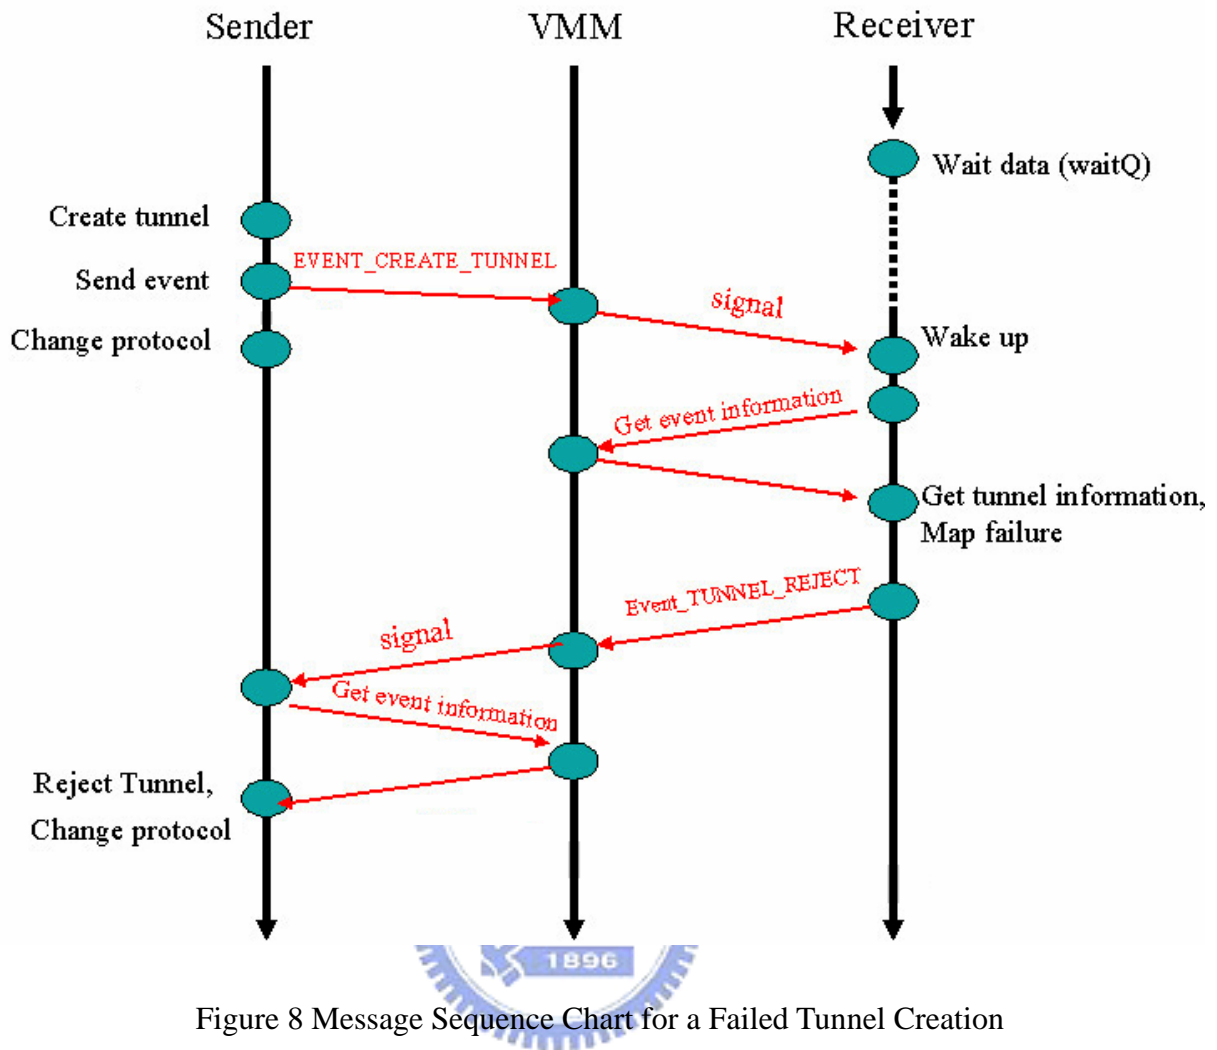 Sender
VMM
Receiver
Wait data (waitQ)
Create tunnel
Send event
EVENT_CREATE_TUNNEL
signal
Change protocol
Wake up
Get event information
Get tunnel information,
Map failure
Event_TUNNEL_REJECT
signal
Get event information
Reject Tunnel,
Change protocol
1896
Figure 8 Message Sequence Chart for a Failed Tunnel Creation